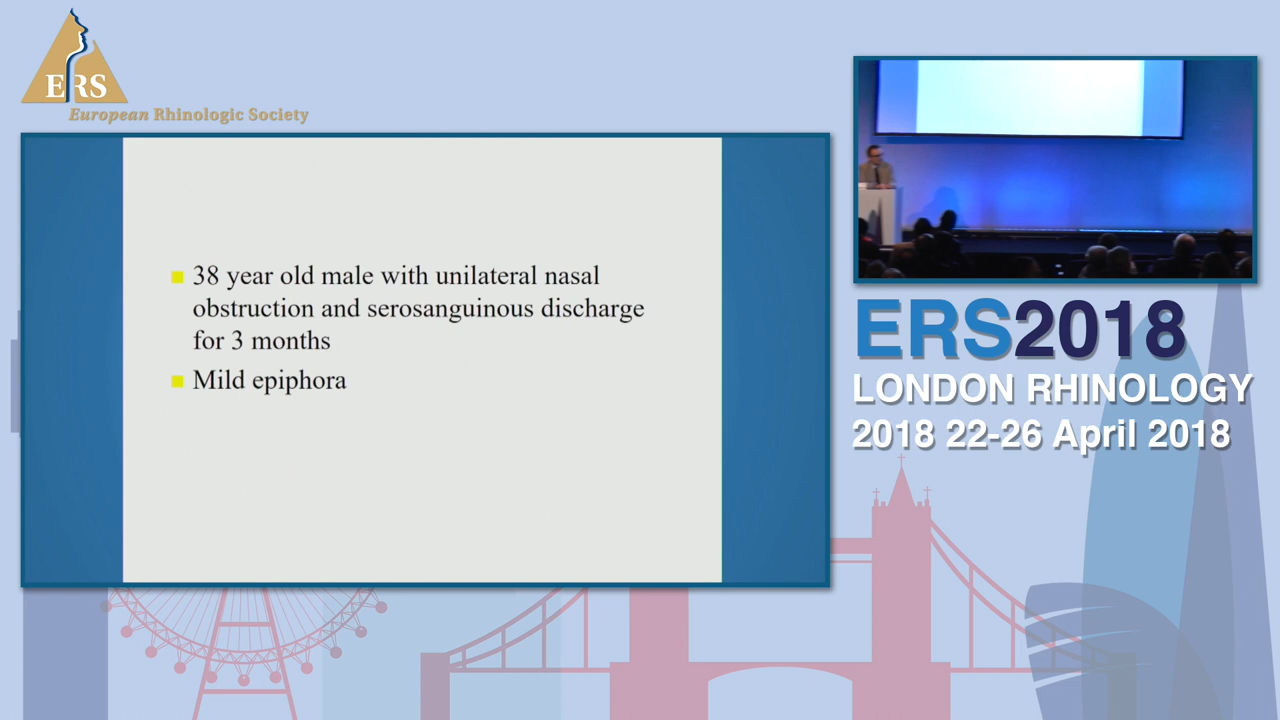 ERS
European Rhinologic Society
38 year old male with unilateral nasal
obstruction and serosanguinous discharge
for 3 months
Mild epiphora
ERS2018
LONDON RHINOLOGY
2018 22-26 April 2018